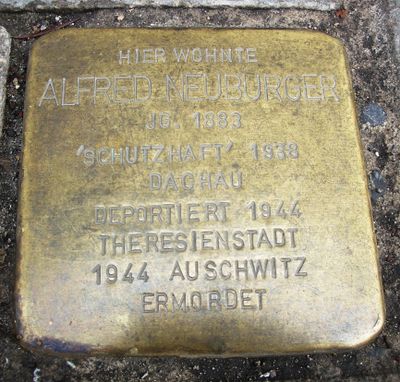 HIER WOHNTE
ALFRED NEUBURGER
JG. 1883
'SCHUTZHAFT' 1938
DACHAU
DEPORTIERT 1944
THERESIENSTADT
1944 AUSCHWITZ
ERMORDET